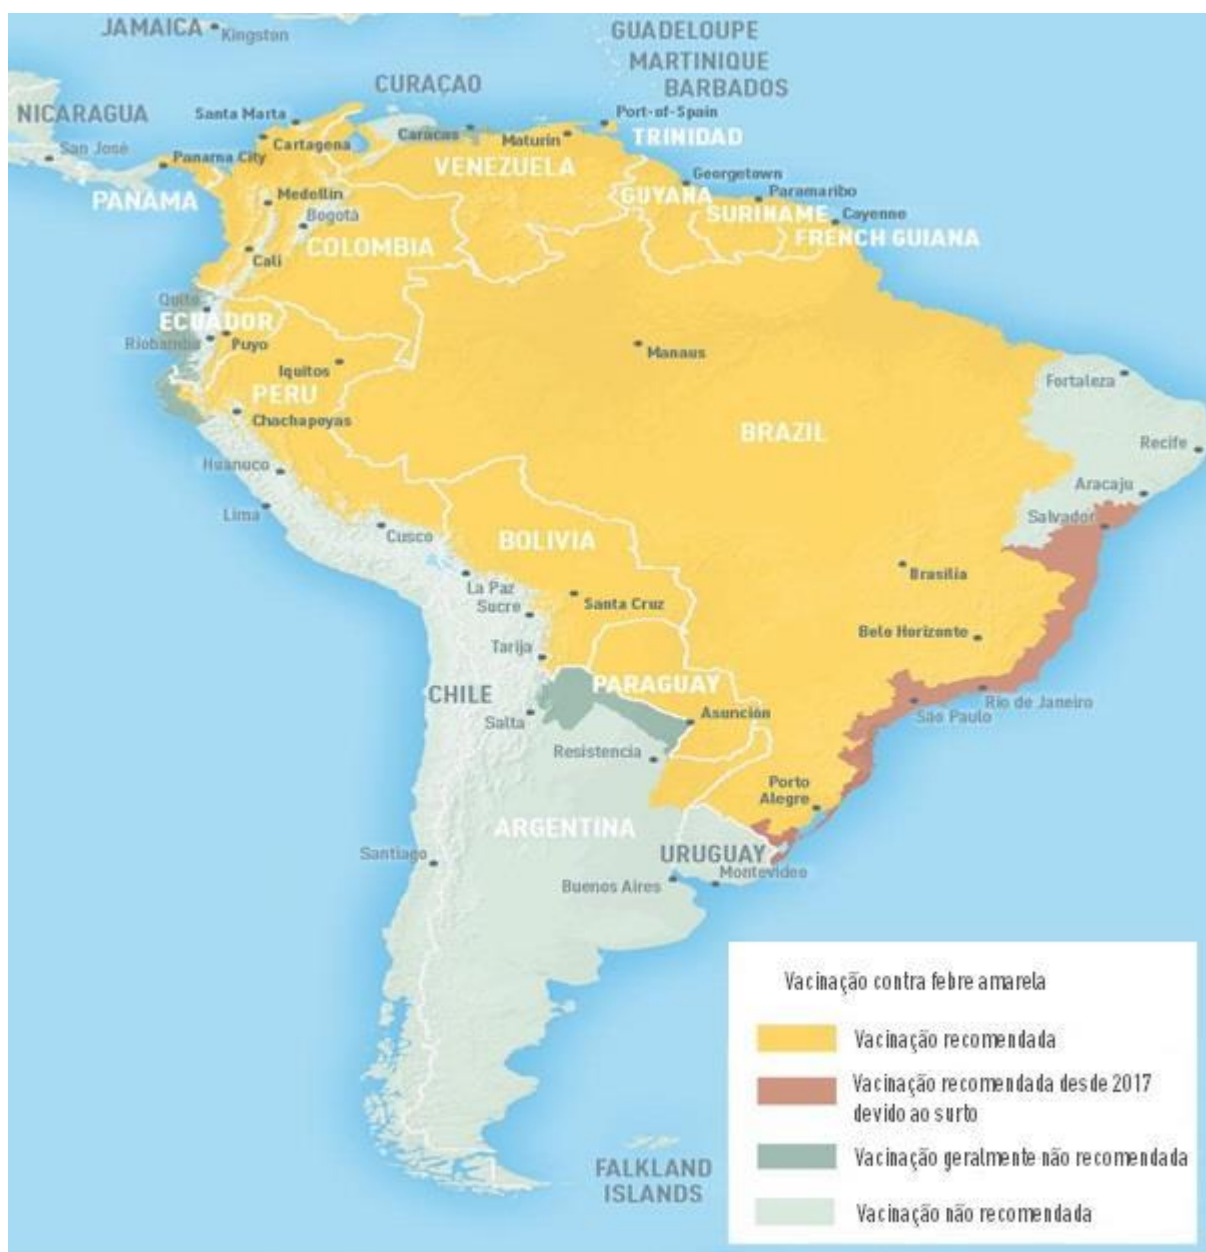 JAMAICA
Kingston
GUADELOUPE
MARTINIQUE
BARBADOS
CURAÇAO
NICARAGUA
San José
Santa Marta
Cartagena
Caracas
Maturin
Port-of-Spain
TRINIDAD
Panama City
PANAMA
VENEZUELA
Georgetown
GUYANA
Paramaribo
SURINAME
Cayenne
FRENCH GUIANA
Medellin
Bogotá
COLOMBIA
Cali
Quito
ECUADOR
Riobamba
Puyo
Iquitos
Manaus
PERU
Chachapoyas
Fortaleza
BRAZIL
Recife
Huanuco
Aracaju
Lima
Salvador
Cusco
BOLIVIA
Brasilia
La Paz
Sucre
Santa Cruz
Belo Horizonte
Tarija
CHILE
PARAGUAY
Rio de Janeiro
São Paulo
Salta
Asunción
Resistencia
Porto
Alegre
ARGENTINA
Santiago
URUGUAY
Montevideo
Buenos Aires
FALKLAND
ISLANDS
Vacinação contra febre amarela
Vacinação recomendada
Vacinação recomendada desde 2017
devido ao surto
Vacinação geralmente não recomendada
Vacinação não recomendada